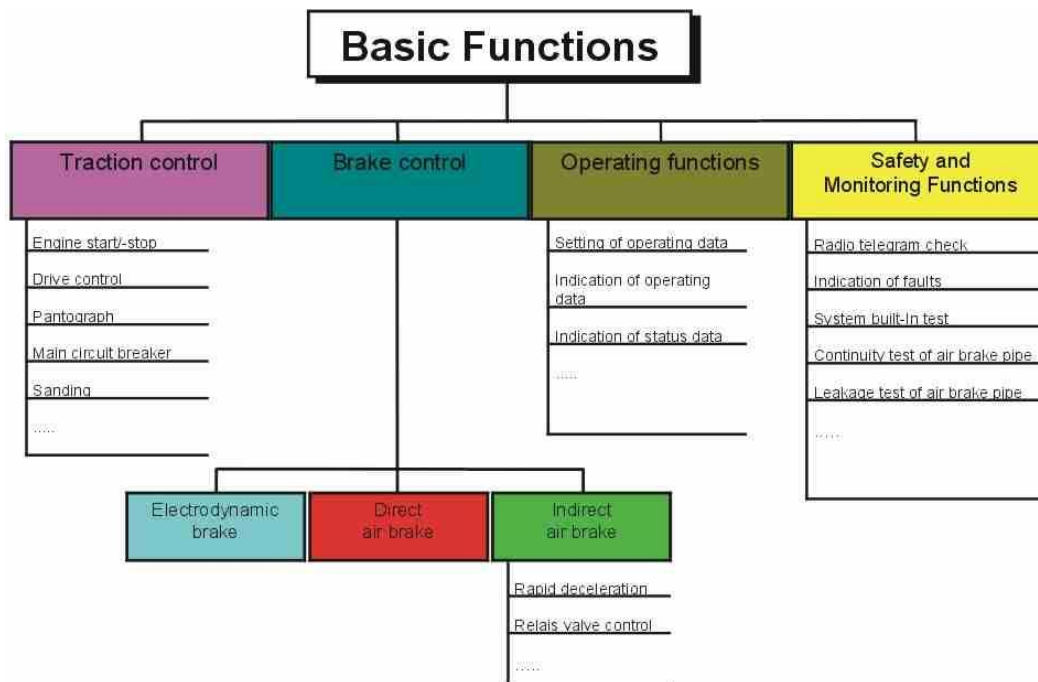 Basic Functions
Traction control
Brake control
Operating functions
Safety and
Monitoring Functions
Engine start/-stop
Drive control
Pantograph
Main circuit breaker
Sanding
.....
Setting of operating data
Indication of operating
data
Indication of status data
.....
Radio telegram check
Indication of faults
System built-In test
Continuity test of air brake pipe
Leakage test of air brake pipe
.....
Electrodynamic
brake
Direct
air brake
Indirect
air brake
Rapid deceleration
Relais valve control
.....